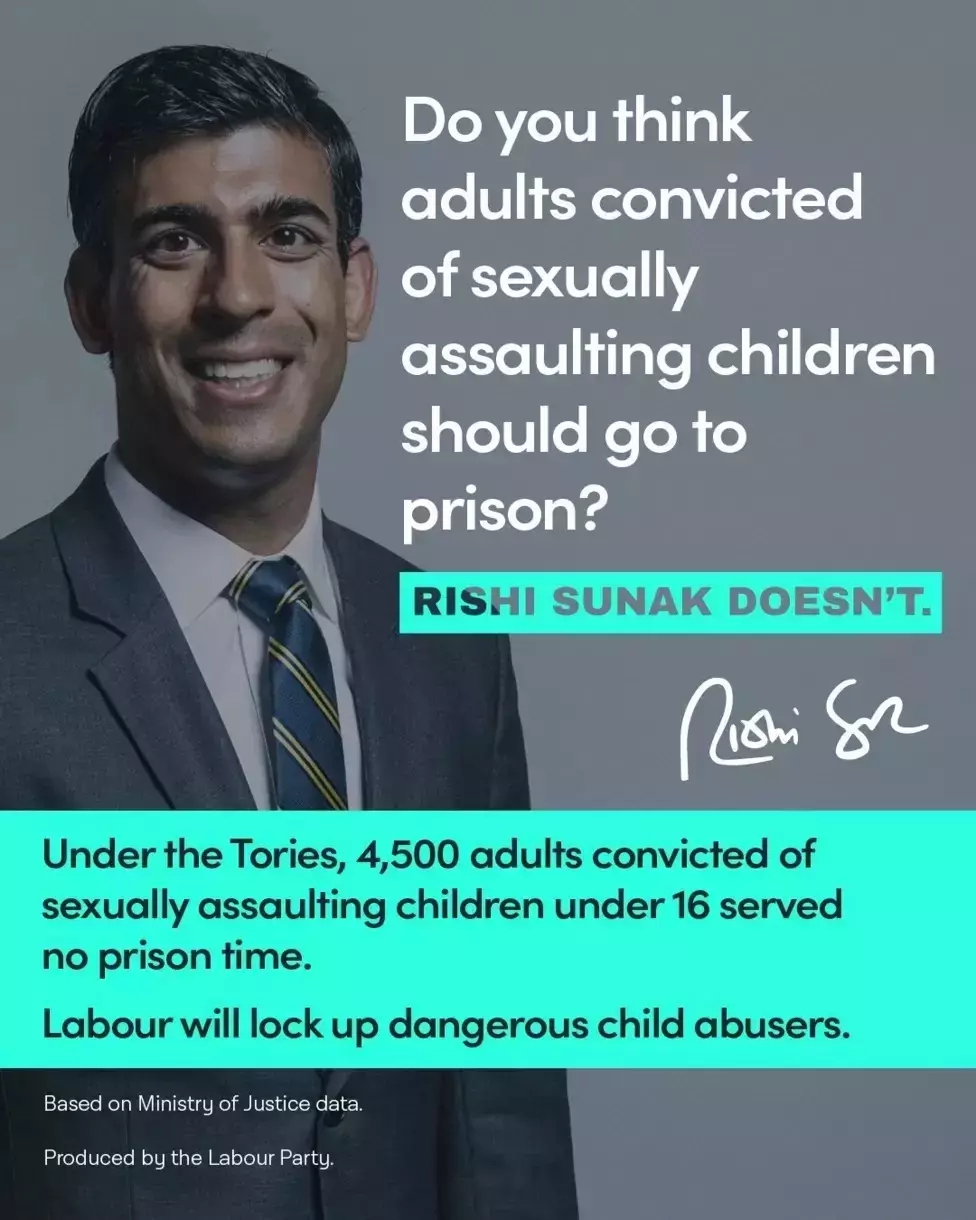 Do you think
adults convicted
of sexually
assaulting children
should go to
prison?
RISHI SUNAK DOESN'T.
Rishi Sunak
Under the Tories, 4,500 adults convicted of
sexually assaulting children under 16 served
no prison time.
Labour will lock up dangerous child abusers.
Based on Ministry of Justice data.
Produced by the Labour Party.